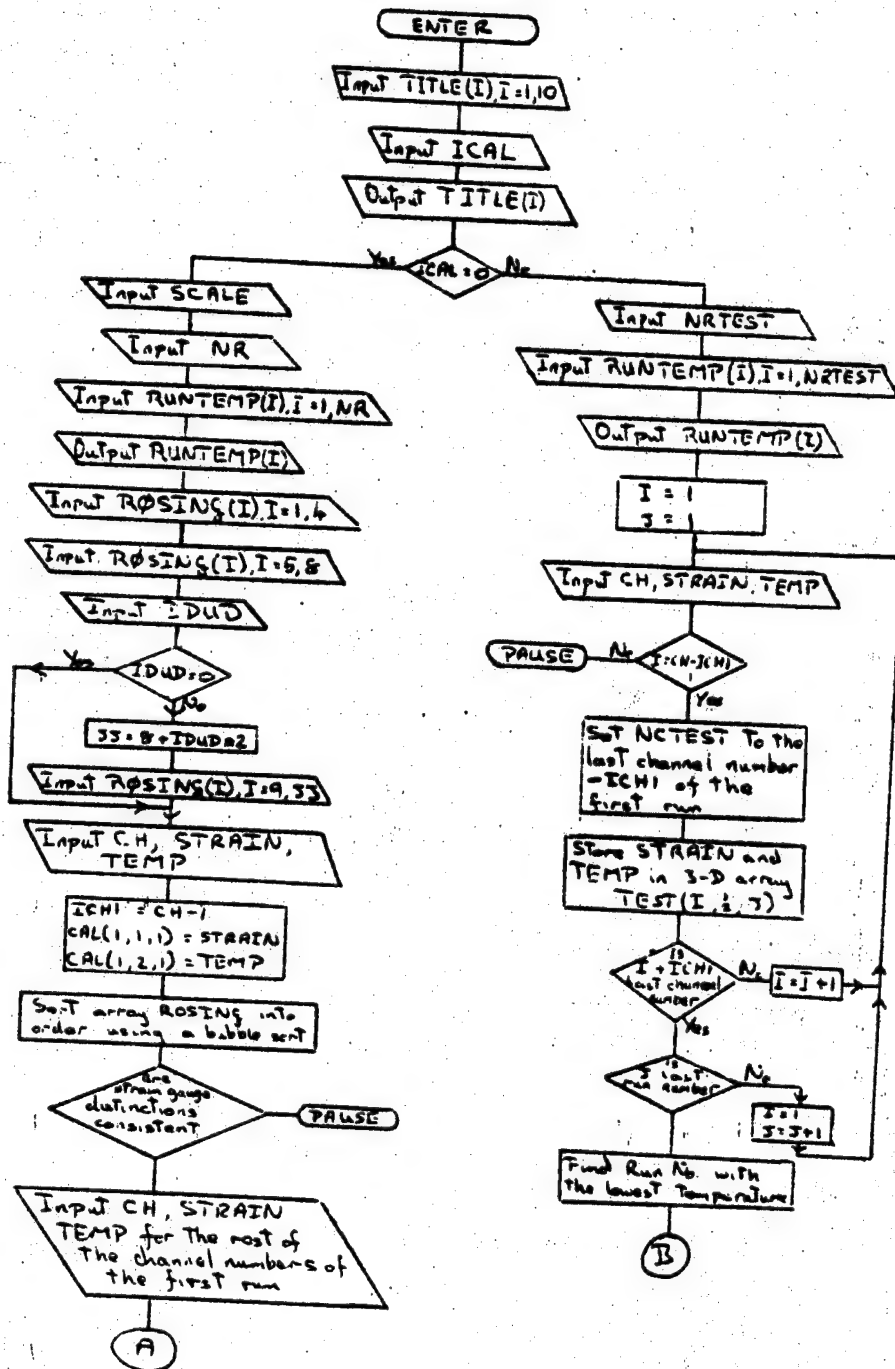 ENTER
Input TITLE(I), I=1,10
Input ICAL
Output TITLE(I)
Yes
ICAL = 0
No
Input SCALE
Input NR
Input RUNTEMP(I), I=1, NR
Output RUNTEMP(I)
Input RØSING(I), I=1,4
Input RØSING(I), I=5,8
Input IDUD
Yes
IDUD=0
No
JJ = 8 + IDUD*2
Input RØSING(I), I=9, JJ
Input CH, STRAIN,
TEMP
ICH1 = CH-1
CAL(1,1,1) = STRAIN
CAL(1,2,1) = TEMP
Sort array ROSING into
order using a bubble sort
are
strain gauge
distinctions
consistent
PAUSE
Input CH, STRAIN
TEMP for the rest of
the channel numbers of
the first run
A
Input NRTEST
Input RUNTEMP(I), I=1, NRTEST
Output RUNTEMP(I)
I = 1
J = 1
Input CH, STRAIN, TEMP
PAUSE
No
I=CH-ICH1
Yes
Set NCTEST to the
last channel number
-ICH1 of the
first run
Store STRAIN and
TEMP in 3-D array
TEST(I, 1/2, J)
Is
I + ICH1
last channel
number
No
I=I+1
Yes
is
J last
run number
No
I=1
J=J+1
Find Run No. with
the lowest temperature
B